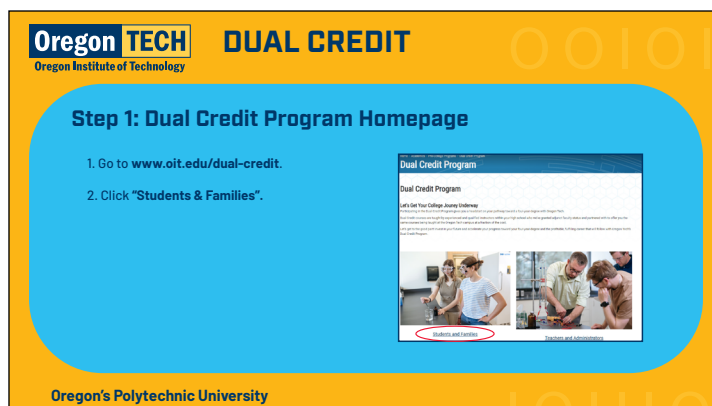 Oregon TECH
Oregon Institute of Technology
DUAL CREDIT
OOIOI
Step 1: Dual Credit Program Homepage
1. Go to www.oit.edu/dual-credit.
2. Click "Students & Families".
Dual Credit Program
Dual Credit Program
Let's Get Your College Jouney Underway
Students and Families
Teachers and Administrators
Oregon's Polytechnic University